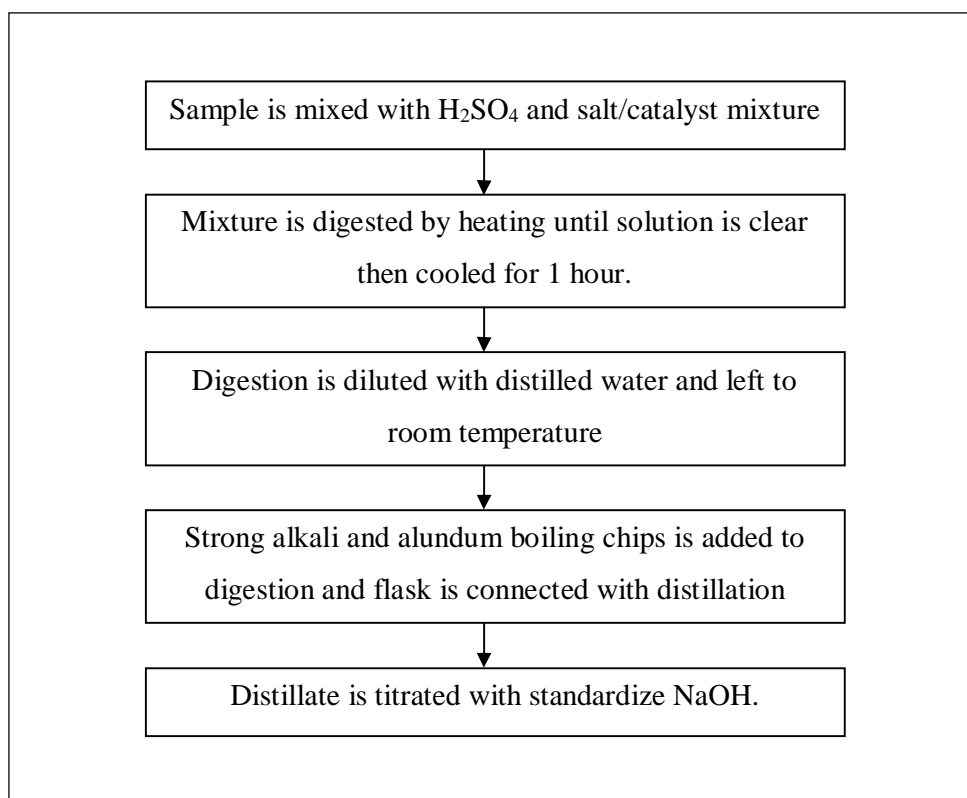 Sample is mixed with H₂SO₄ and salt/catalyst mixture
Mixture is digested by heating until solution is clear
then cooled for 1 hour.
Digestion is diluted with distilled water and left to
room temperature
Strong alkali and alundum boiling chips is added to
digestion and flask is connected with distillation
Distillate is titrated with standardize NaOH.